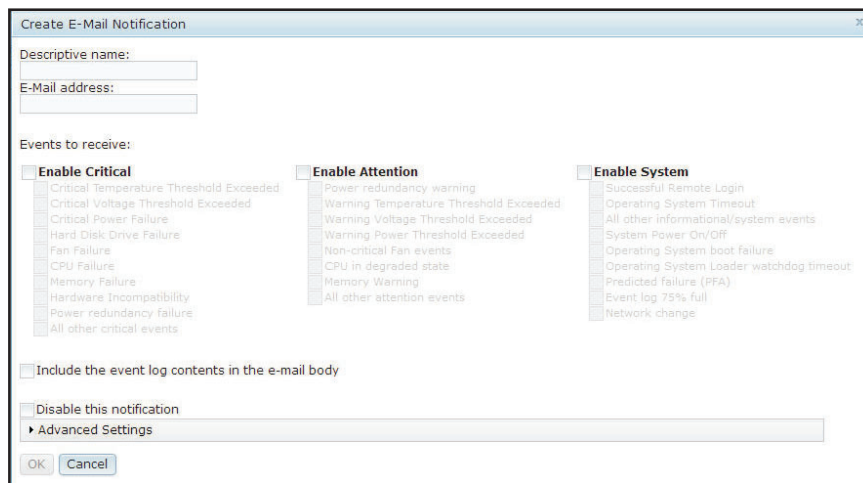 Create E-Mail Notification
Descriptive name:
E-Mail address:
Events to receive:
Enable Critical
Critical Temperature Threshold Exceeded
Critical Voltage Threshold Exceeded
Critical Power Failure
Hard Disk Drive Failure
Fan Failure
CPU Failure
Memory Failure
Hardware Incompatibility
Power redundancy failure
All other critical events
Enable Attention
Power redundancy warning
Warning Temperature Threshold Exceeded
Warning Voltage Threshold Exceeded
Warning Power Threshold Exceeded
Non-critical Fan events
CPU in degraded state
Memory Warning
All other attention events
Enable System
Successful Remote Login
Operating System Timeout
All other informational/system events
System Power On/Off
Operating System boot failure
Operating System Loader watchdog timeout
Predicted failure (PFA)
Event log 75% full
Network change
Include the event log contents in the e-mail body
Disable this notification
Advanced Settings
OK Cancel